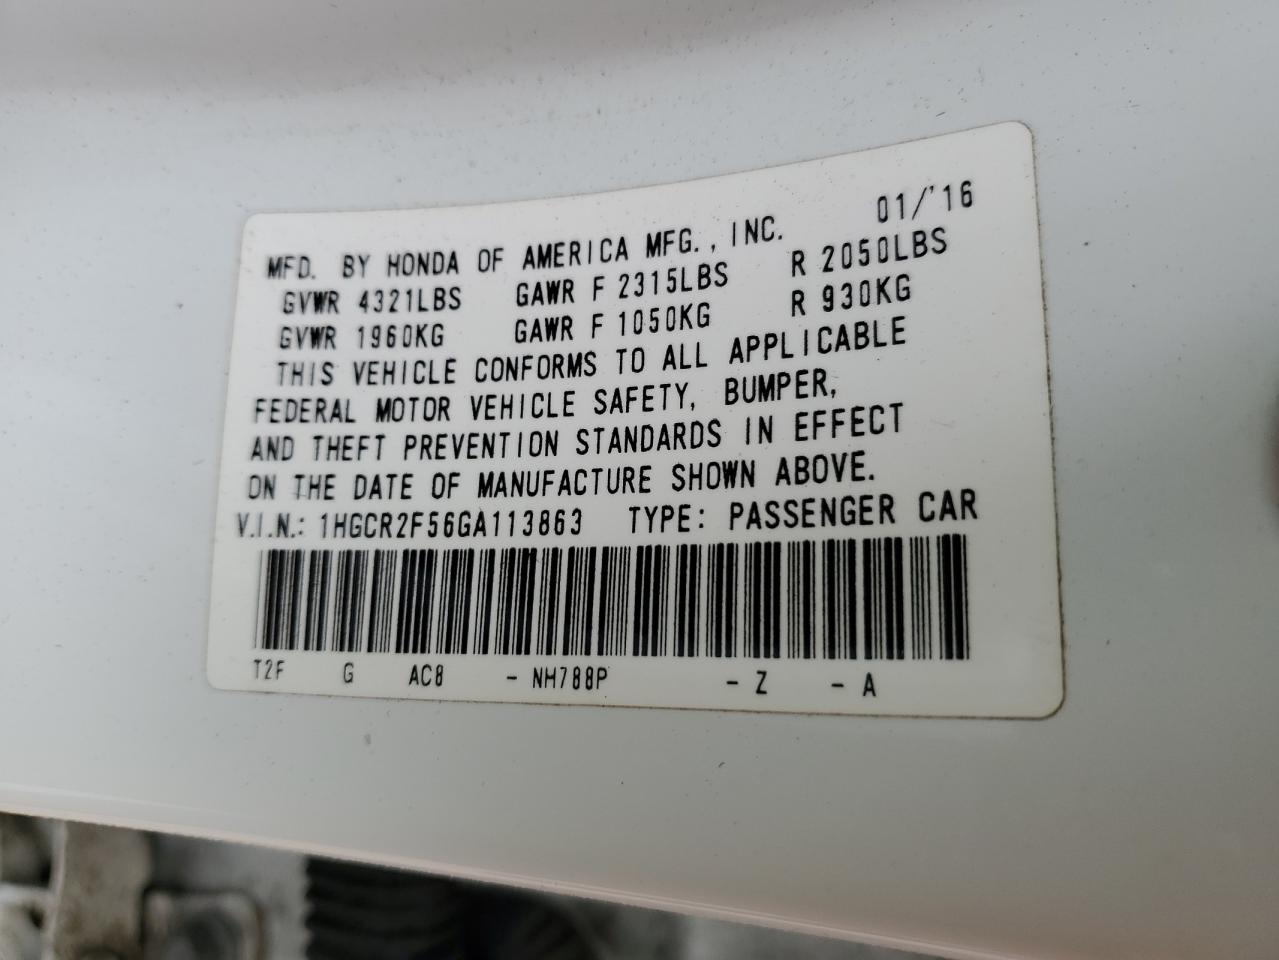 01/'16
MFD. BY HONDA OF AMERICA MFG., INC.
GVWR 4321LBS GAWR F 2315LBS R 2050LBS
GVWR 1960KG GAWR F 1050KG R 930KG
THIS VEHICLE CONFORMS TO ALL APPLICABLE
FEDERAL MOTOR VEHICLE SAFETY, BUMPER,
AND THEFT PREVENTION STANDARDS IN EFFECT
ON THE DATE OF MANUFACTURE SHOWN ABOVE.
V.I.N.: 1HGCR2F56GA113863 TYPE: PASSENGER CAR
T2F G AC8 - NH788P - Z - A